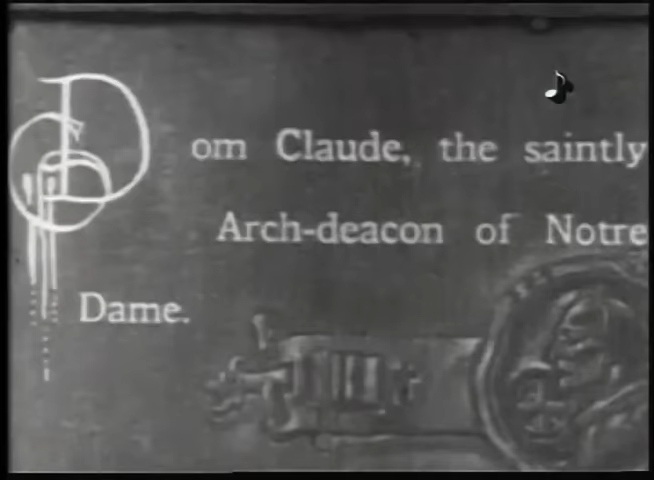 Dom Claude, the saintly
Arch-deacon of Notre
Dame.